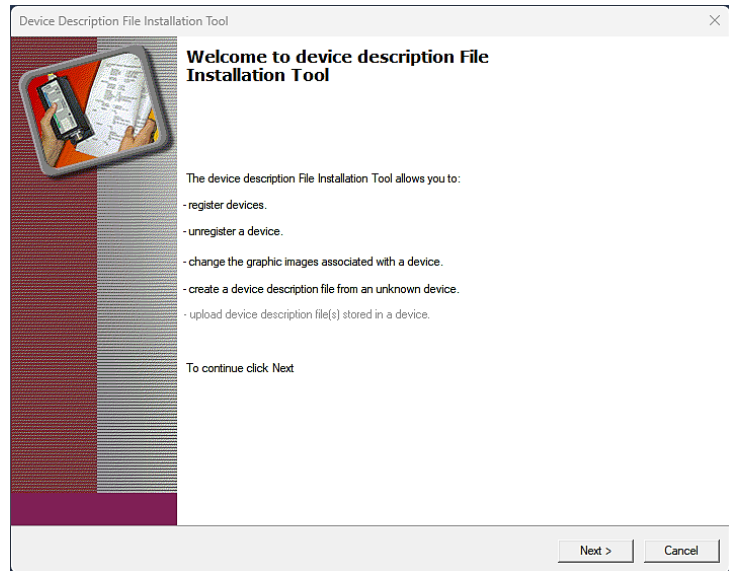 Device Description File Installation Tool
Welcome to device description File
Installation Tool
The device description File Installation Tool allows you to:
- register devices.
- unregister a device.
- change the graphic images associated with a device.
- create a device description file from an unknown device.
- upload device description file(s) stored in a device.
To continue click Next
Next >
Cancel